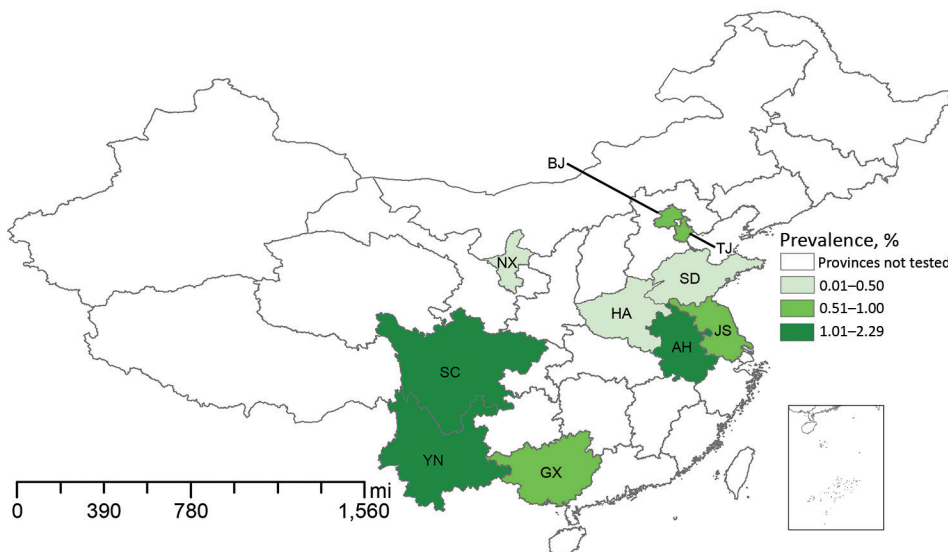 BJ
TJ
NX
SD
HA
JS
AH
SC
YN
GX
Prevalence, %
Provinces not tested
0.01–0.50
0.51–1.00
1.01–2.29
mi
0 390 780 1,560